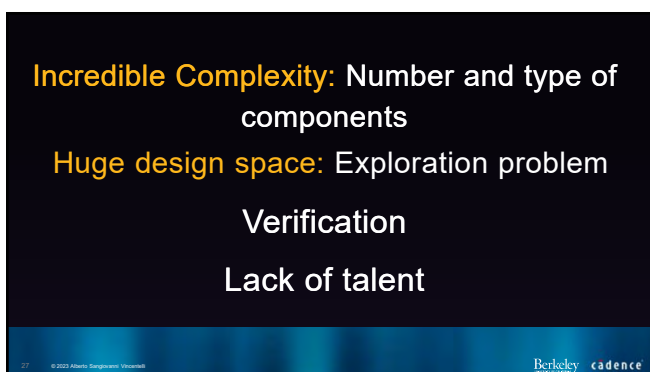 Incredible Complexity: Number and type of
components
Huge design space: Exploration problem
Verification
Lack of talent
27 © 2023 Alberto Sangiovanni Vincentelli
Berkeley cādence